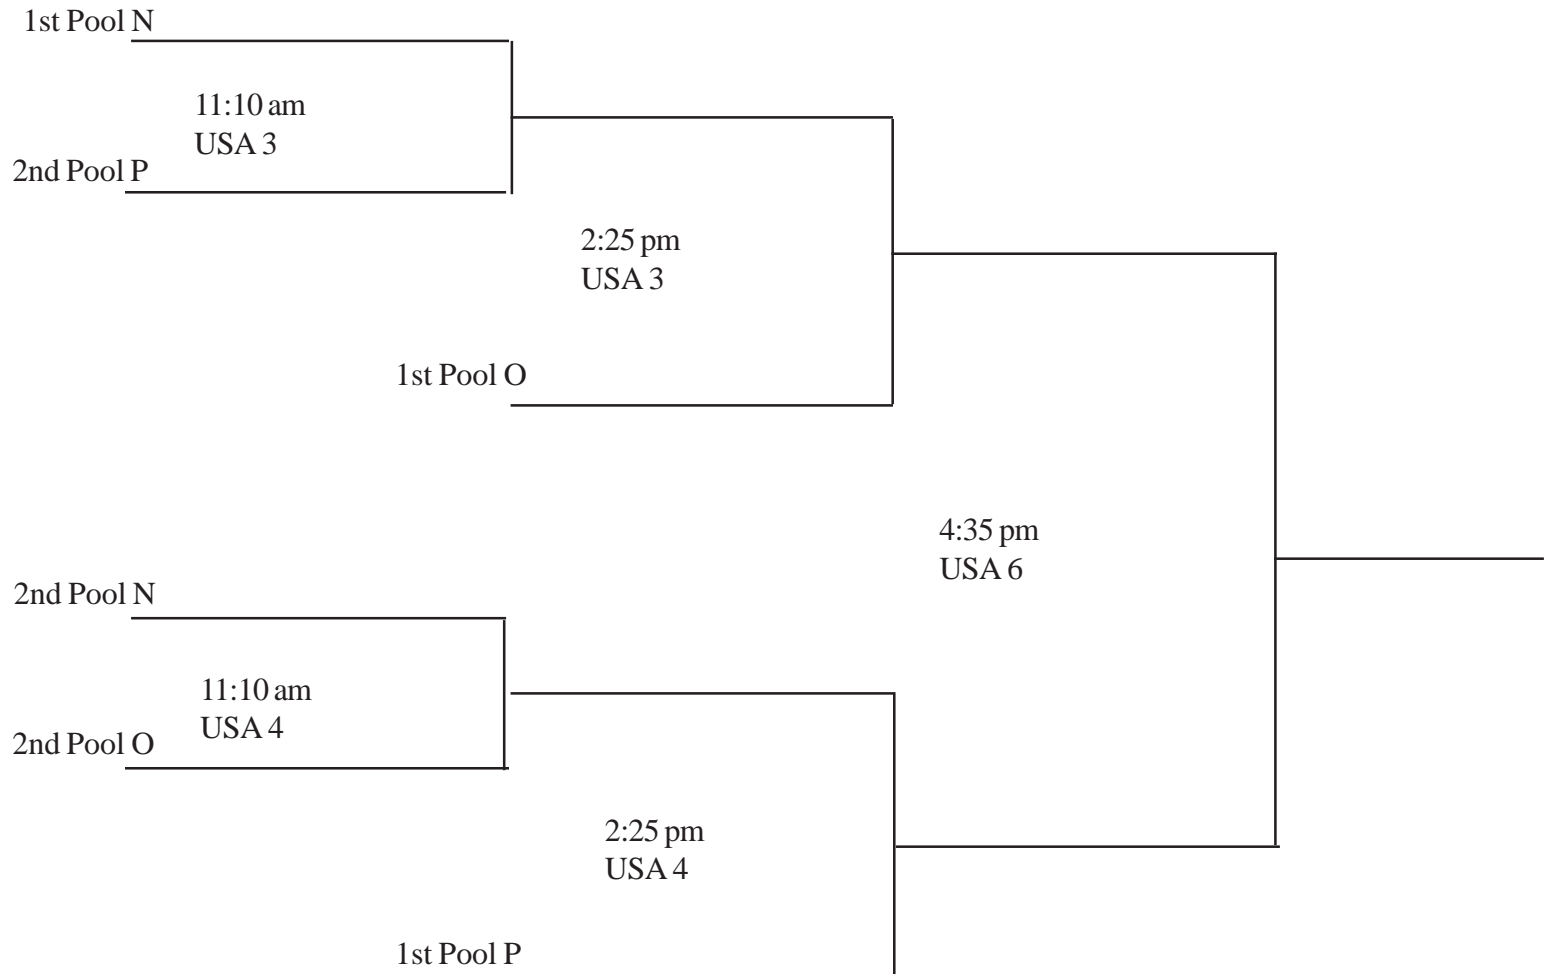 1st Pool N
11:10 am
USA 3
2nd Pool P
2:25 pm
USA 3
1st Pool O
4:35 pm
USA 6
2nd Pool N
11:10 am
USA 4
2nd Pool O
2:25 pm
USA 4
1st Pool P